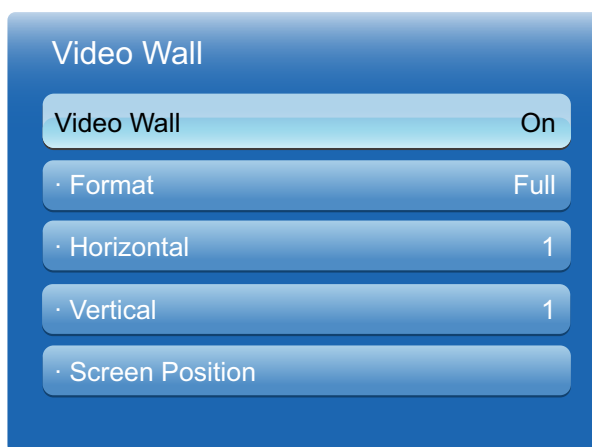 Video Wall
Video Wall On
· Format Full
· Horizontal 1
· Vertical 1
· Screen Position